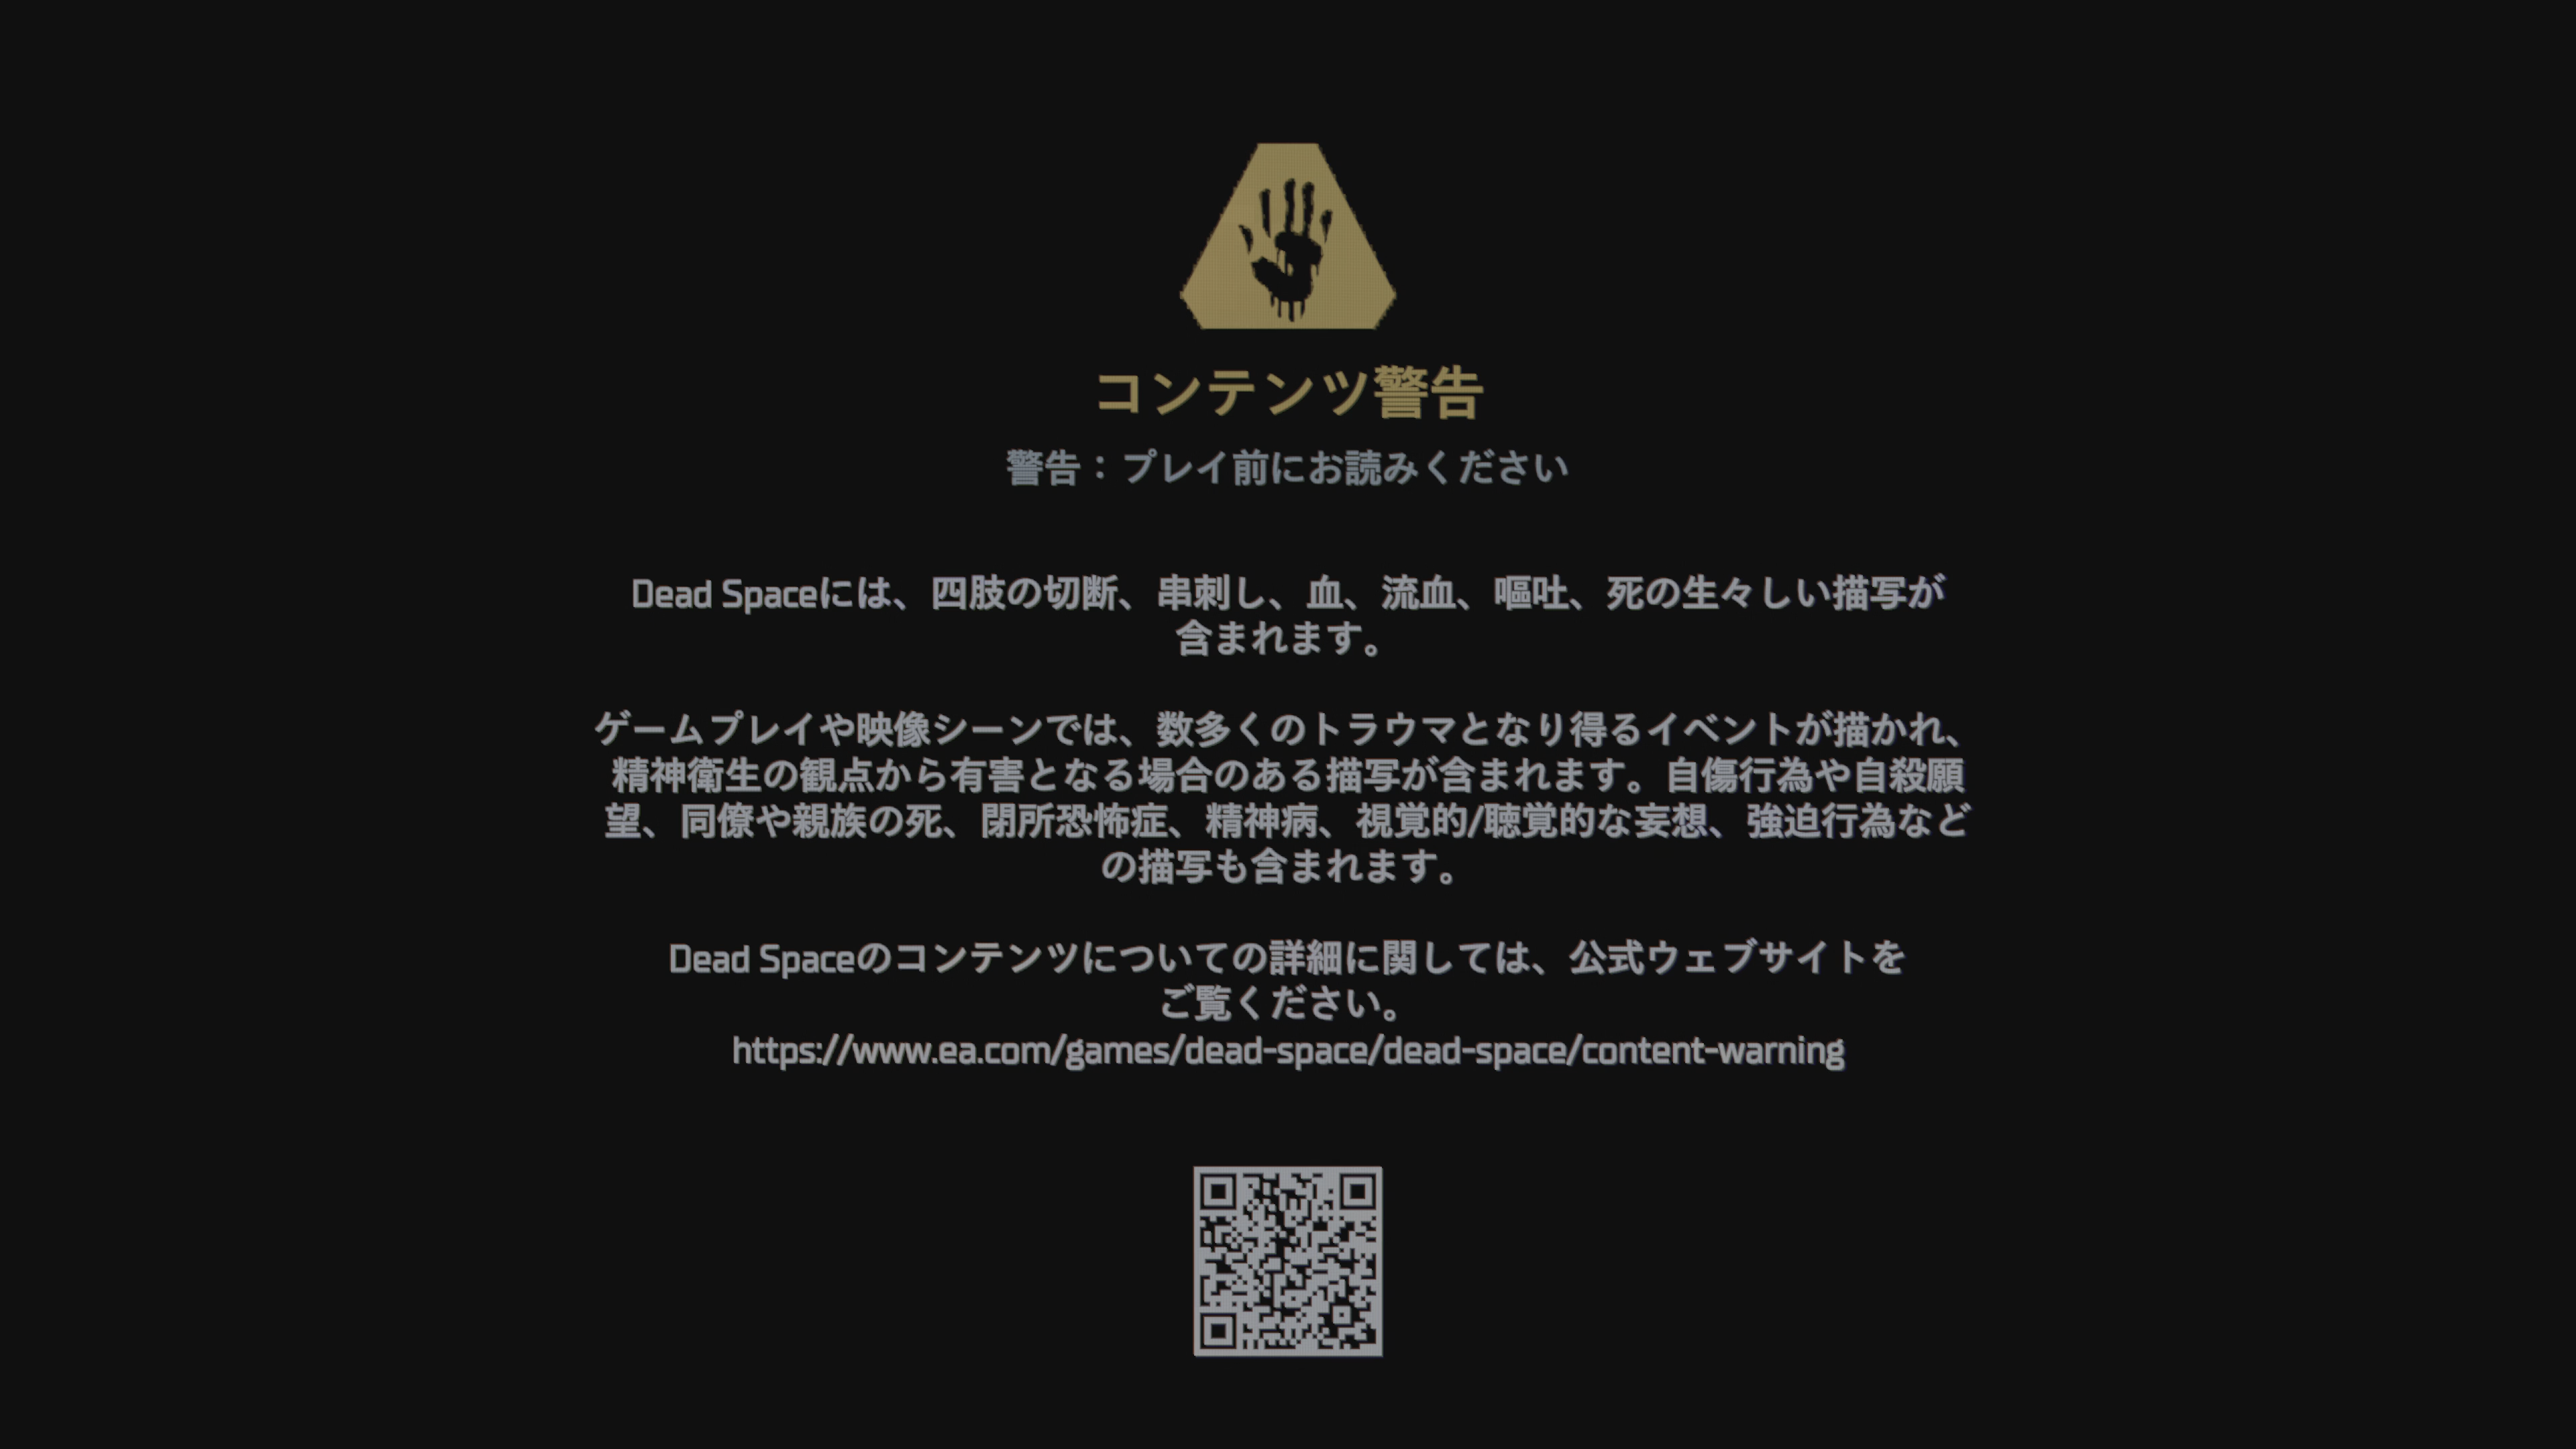 コンテンツ警告
警告：プレイ前にお読みください
Dead Spaceには、四肢の切断、串刺し、血、流血、嘔吐、死の生々しい描写が
含まれます。
ゲームプレイや映像シーンでは、数多くのトラウマとなり得るイベントが描かれ、
精神衛生の観点から有害となる場合のある描写が含まれます。自傷行為や自殺願
望、同僚や親族の死、閉所恐怖症、精神病、視覚的/聴覚的な妄想、強迫行為など
の描写も含まれます。
Dead Spaceのコンテンツについての詳細に関しては、公式ウェブサイトを
ご覧ください。
https://www.ea.com/games/dead-space/dead-space/content-warning